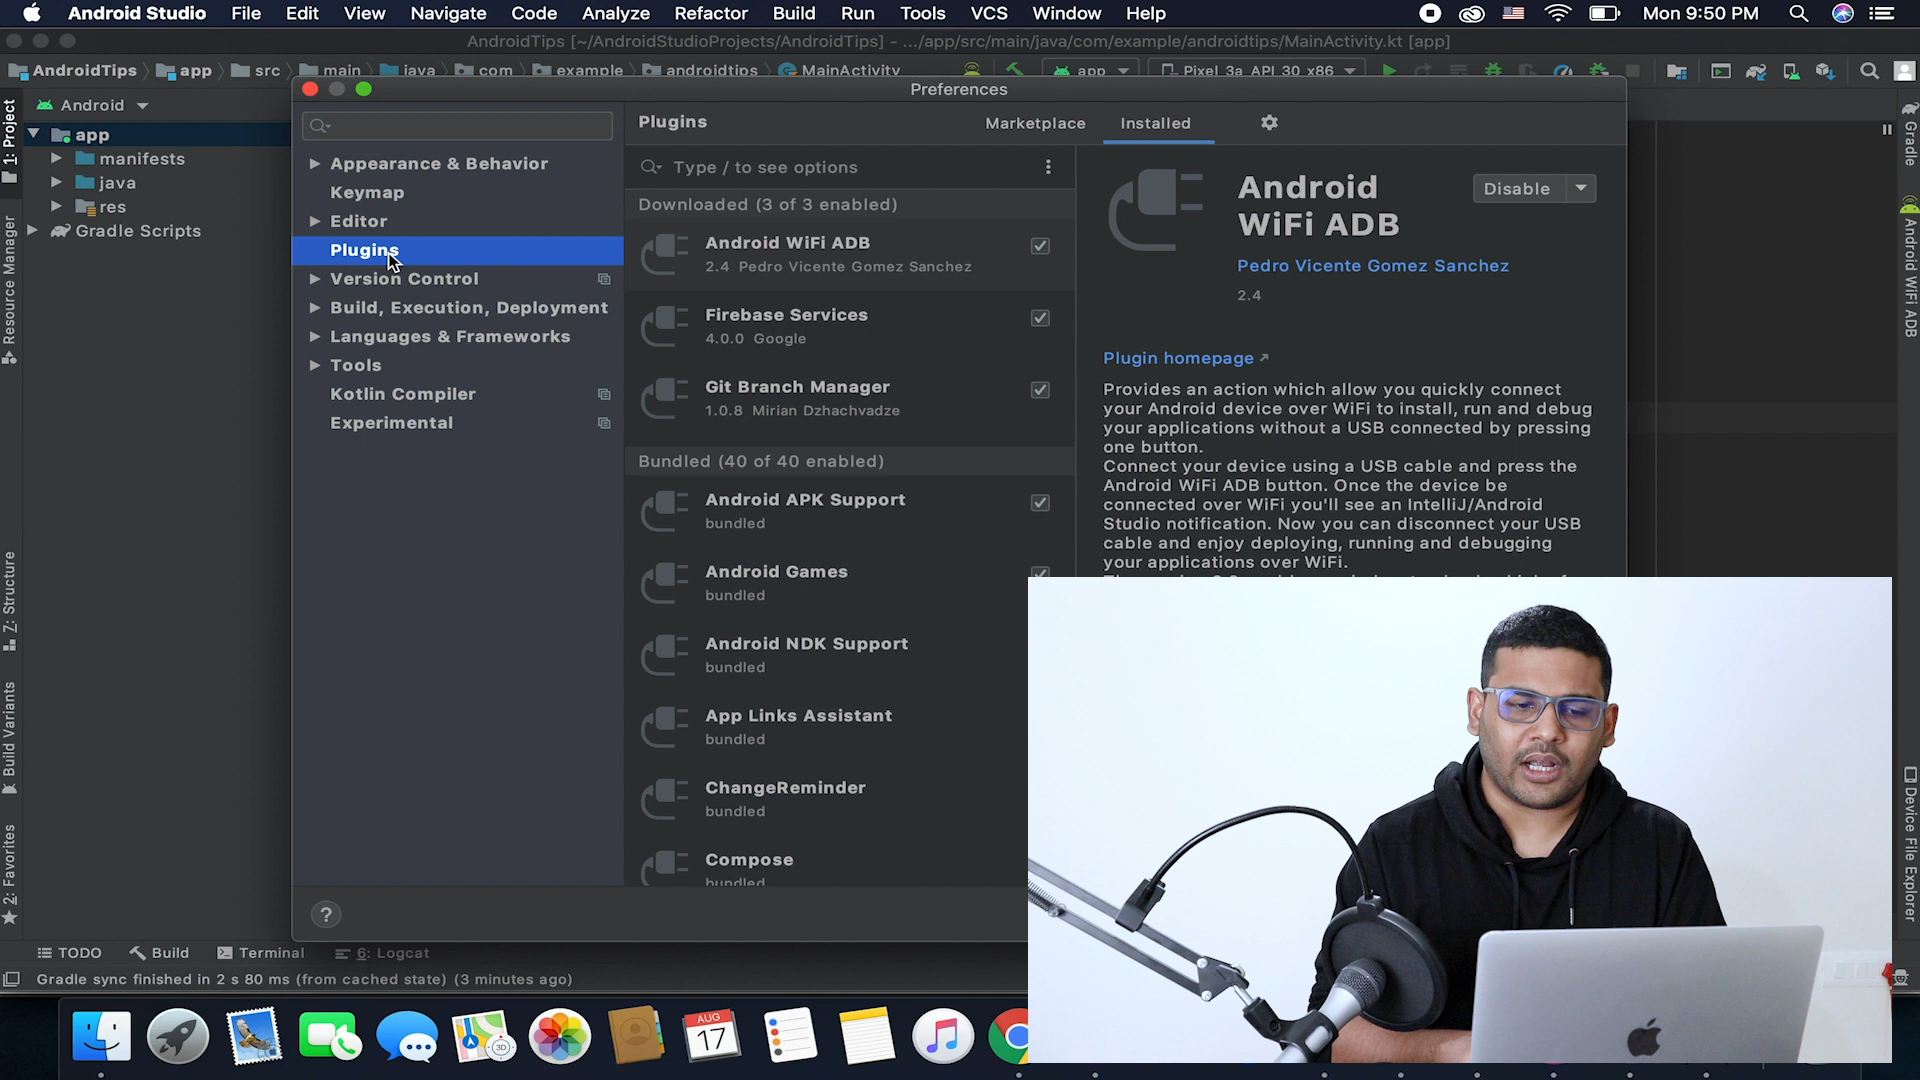 Android Studio File Edit View Navigate Code Analyze Refactor Build Run Tools VCS Window Help Mon 9:50 PM
AndroidTips [~/AndroidStudioProjects/AndroidTips] - .../app/src/main/java/com/example/androidtips/MainActivity.kt [app]
AndroidTips app src main java com example androidtips MainActivity app Pixel 3a API 30 x86
Preferences
Android
1: Project
Resource Manager
Z: Structure
Build Variants
2: Favorites
app
manifests
java
res
Gradle Scripts
Appearance & Behavior
Keymap
Editor
Plugins
Version Control
Build, Execution, Deployment
Languages & Frameworks
Tools
Kotlin Compiler
Experimental
?
Plugins Marketplace Installed
Type / to see options
Downloaded (3 of 3 enabled)
Android WiFi ADB
2.4 Pedro Vicente Gomez Sanchez
Firebase Services
4.0.0 Google
Git Branch Manager
1.0.8 Mirian Dzhachvadze
Bundled (40 of 40 enabled)
Android APK Support
bundled
Android Games
bundled
Android NDK Support
bundled
App Links Assistant
bundled
ChangeReminder
bundled
Compose
bundled
Android
WiFi ADB
Disable
Pedro Vicente Gomez Sanchez
2.4
Plugin homepage
Provides an action which allow you quickly connect
your Android device over WiFi to install, run and debug
your applications without a USB connected by pressing
one button.
Connect your device using a USB cable and press the
Android WiFi ADB button. Once the device be
connected over WiFi you'll see an IntelliJ/Android
Studio notification. Now you can disconnect your USB
cable and enjoy deploying, running and debugging
your applications over WiFi.
Gradle
Android WiFi ADB
Device File Explorer
TODO Build Terminal 6: Logcat
Gradle sync finished in 2 s 80 ms (from cached state) (3 minutes ago)
3D
AUG
17